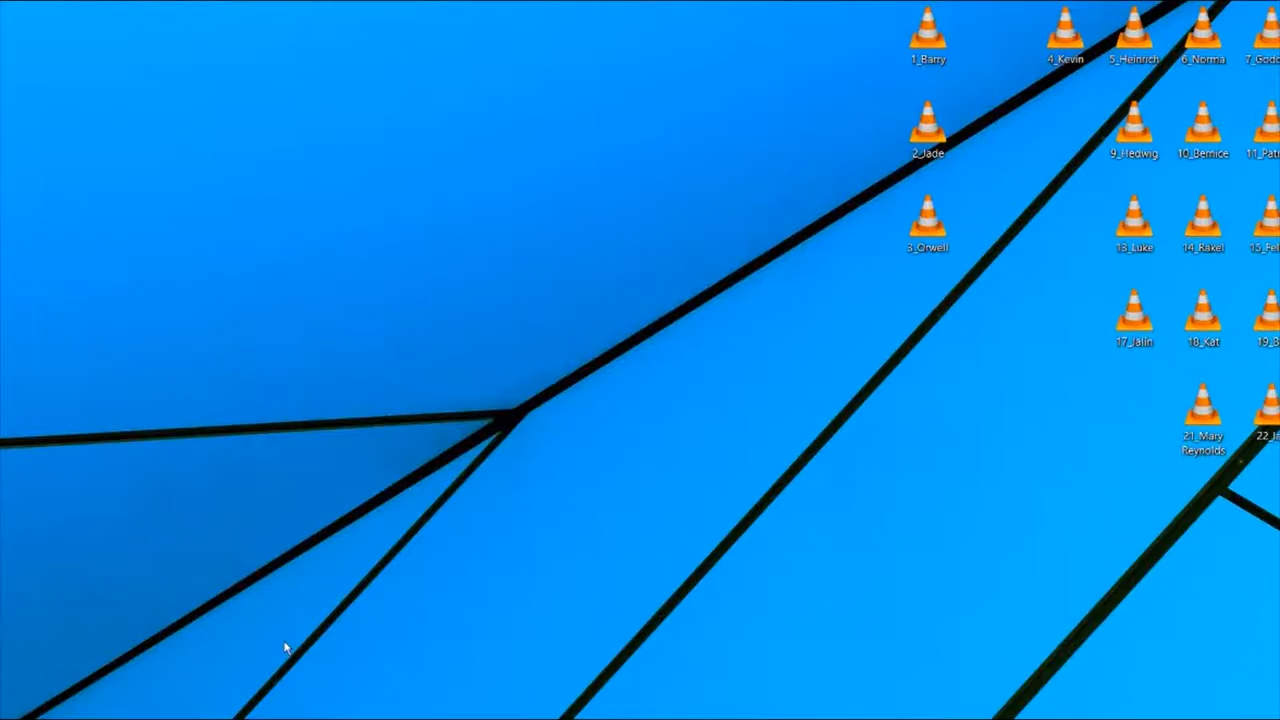 1_Barry
4_Kevin
5_Heinrich
6_Norma
2_Jade
9_Hedwig
10_Bernice
3_Orwell
13_Luke
14_Rakel
17_Jalin
18_Kat
21_Mary
Reynolds